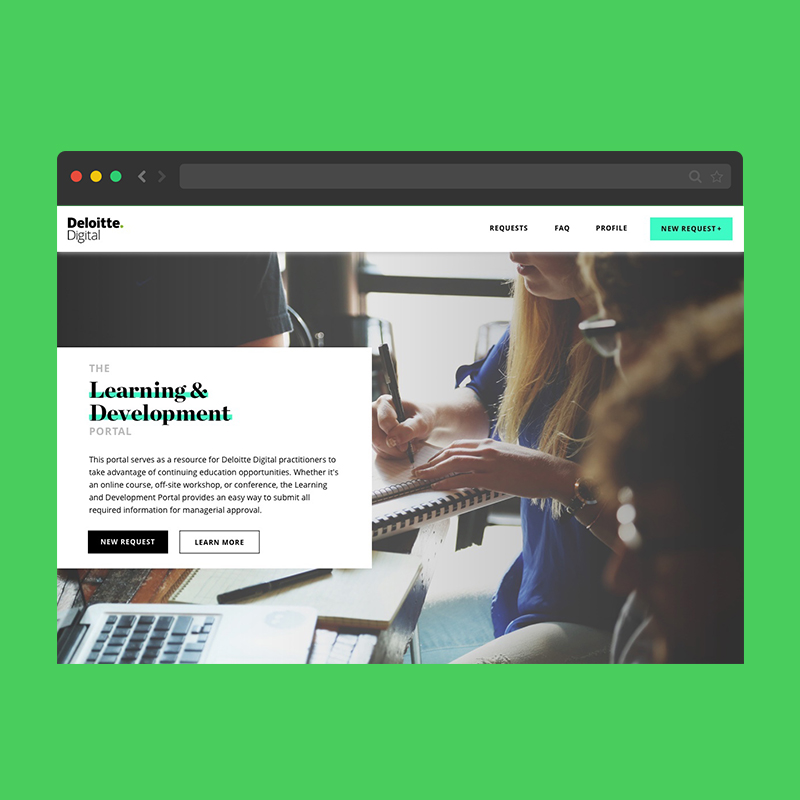 Deloitte.
Digital
REQUESTS
FAQ
PROFILE
NEW REQUEST+
THE
Learning &
Development
PORTAL
This portal serves as a resource for Deloitte Digital practitioners to
take advantage of continuing education opportunities. Whether it's
an online course, off-site workshop, or conference, the Learning
and Development Portal provides an easy way to submit all
required information for managerial approval.
NEW REQUEST
LEARN MORE